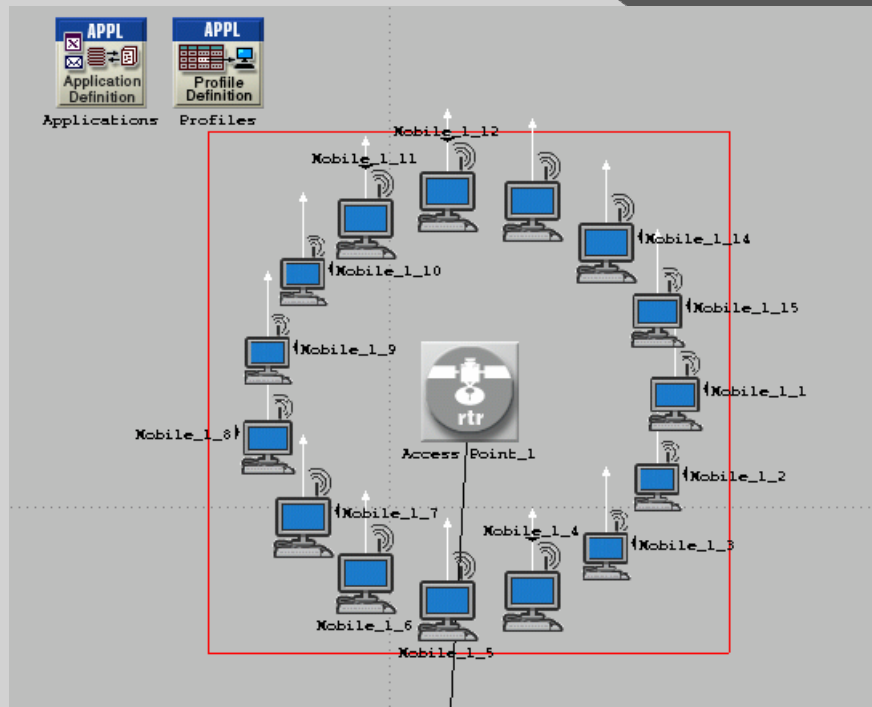 APPL
Application
Definition
Applications
APPL
Profile
Definition
Profiles
Mobile_1_12
Mobile_1_11
Mobile_1_14
Mobile_1_10
Mobile_1_15
Mobile_1_9
Mobile_1_1
rtr
Mobile_1_8
Access Point_1
Mobile_1_2
Mobile_1_7
Mobile_1_4
Mobile_1_3
Mobile_1_6
Mobile_1_5